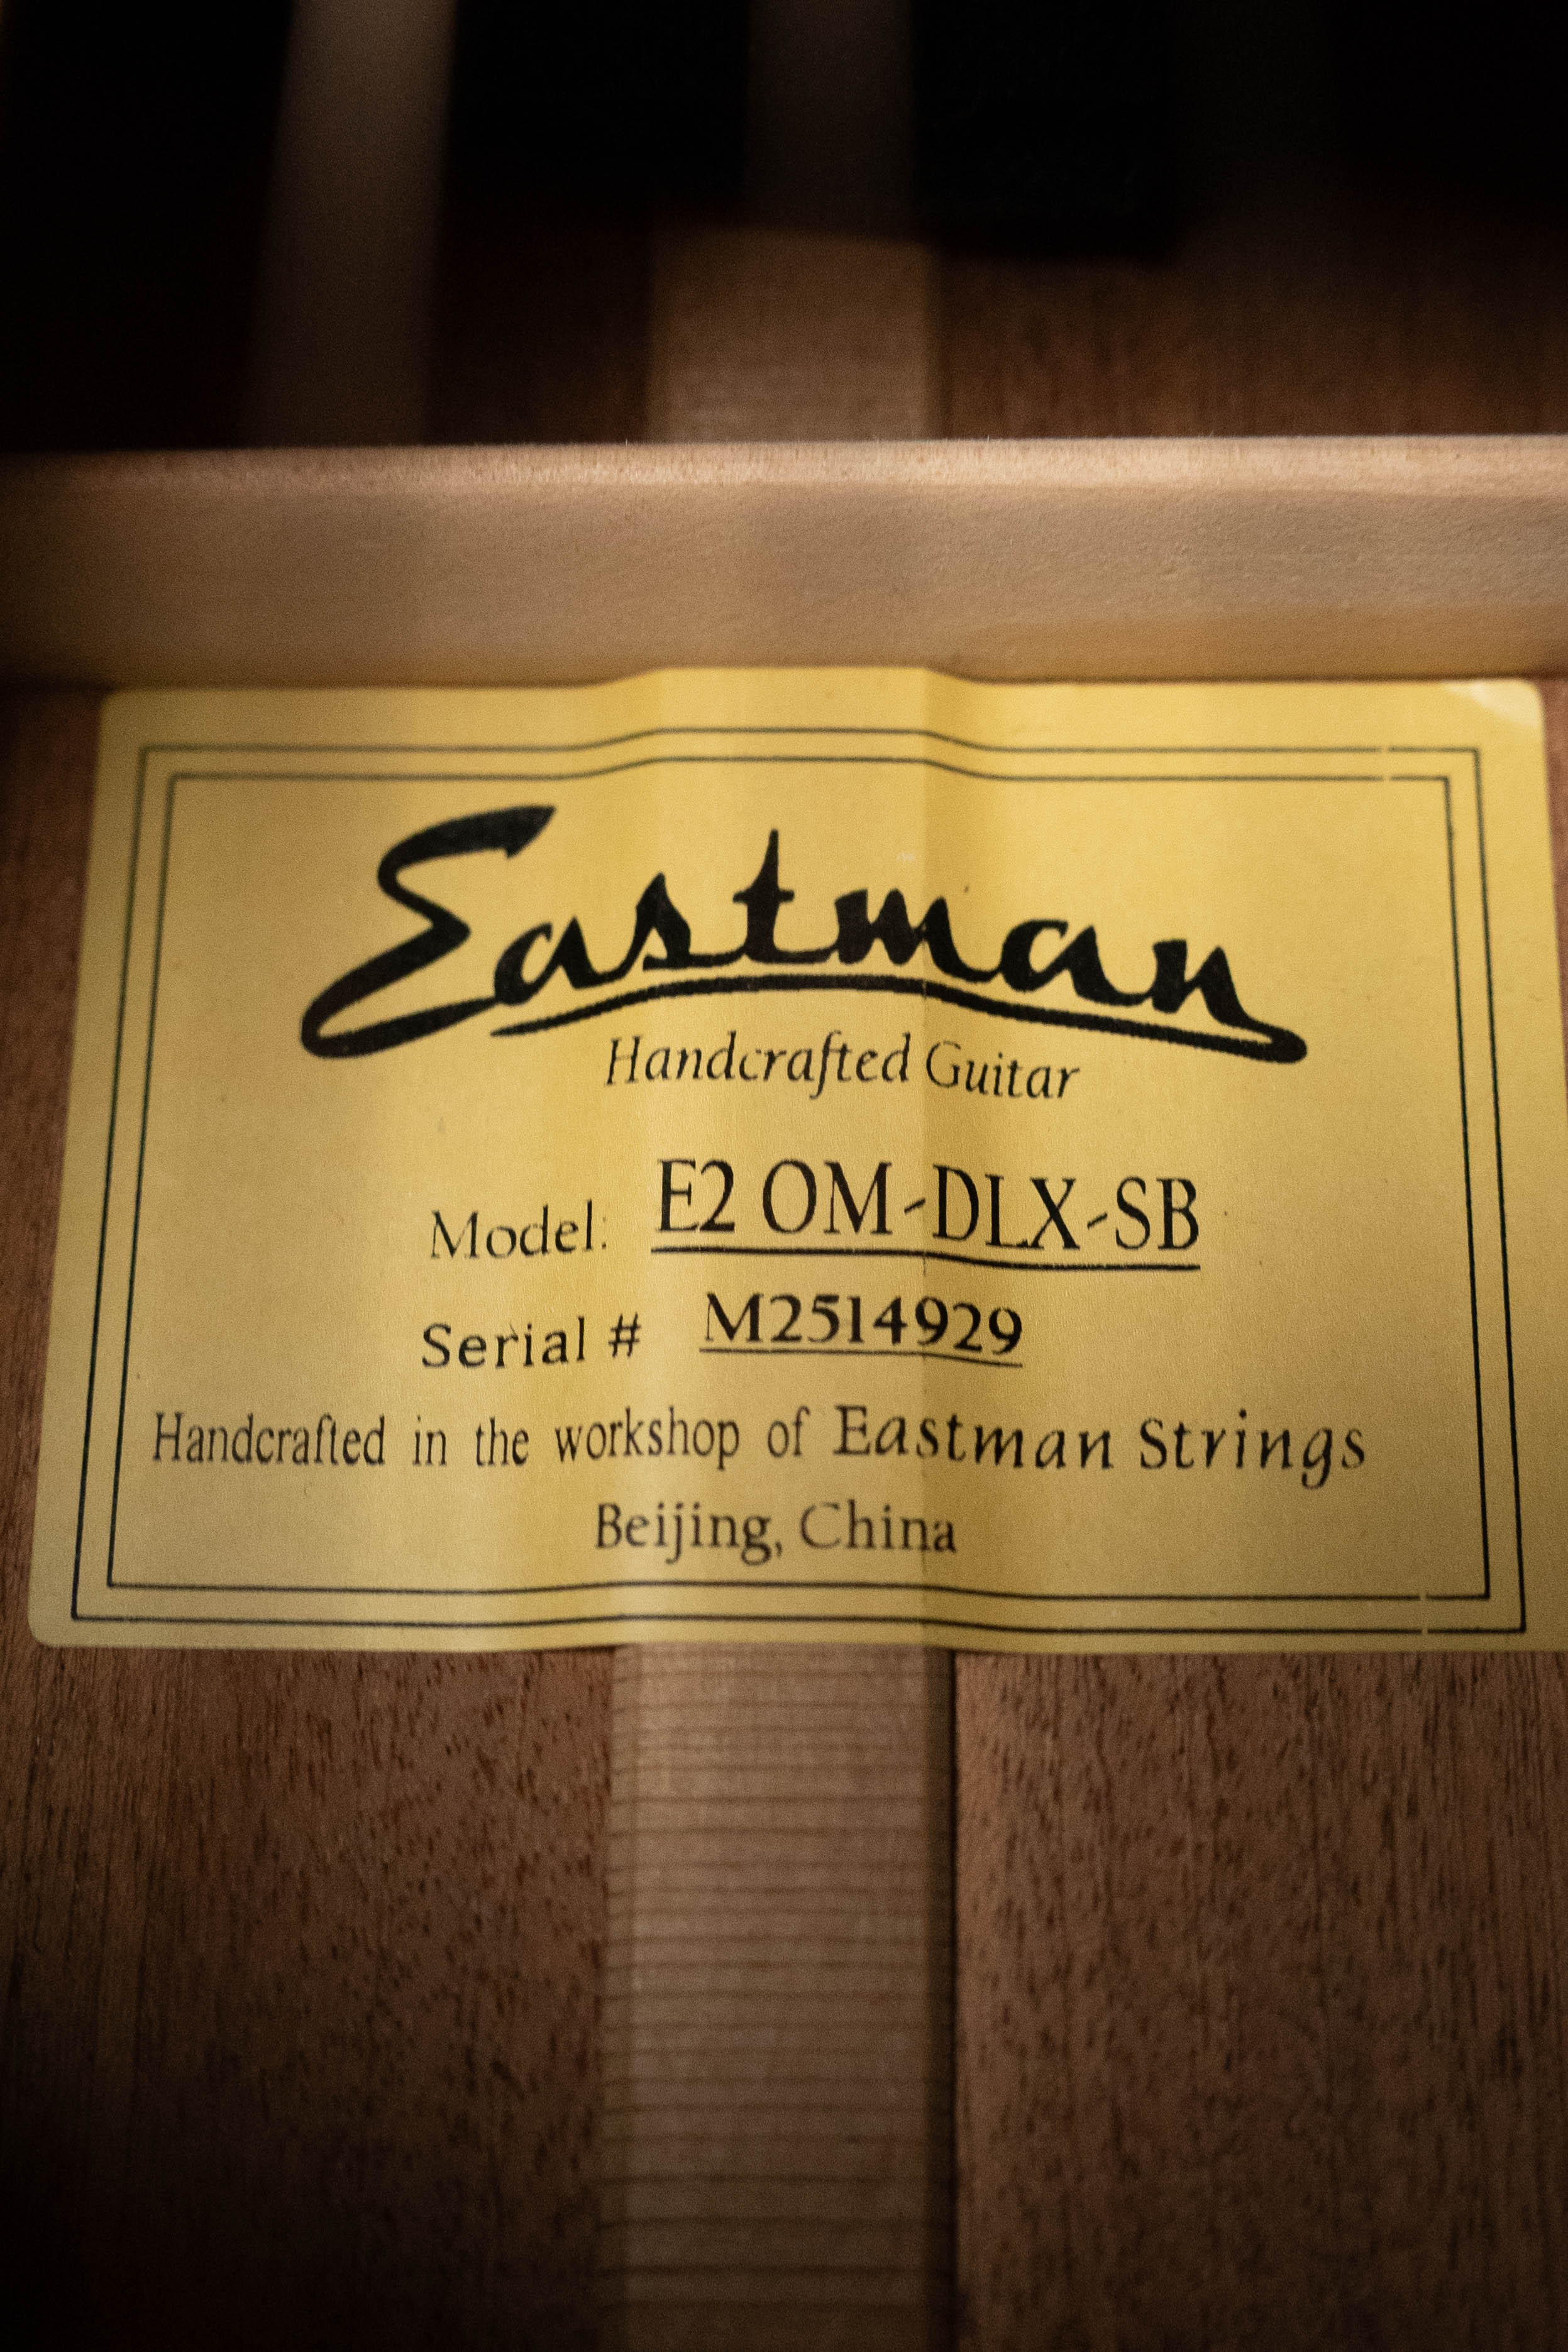 Eastman
Handcrafted Guitar
Model: E2 OM-DLX-SB
Serial # M2514929
Handcrafted in the workshop of Eastman Strings
Beijing, China